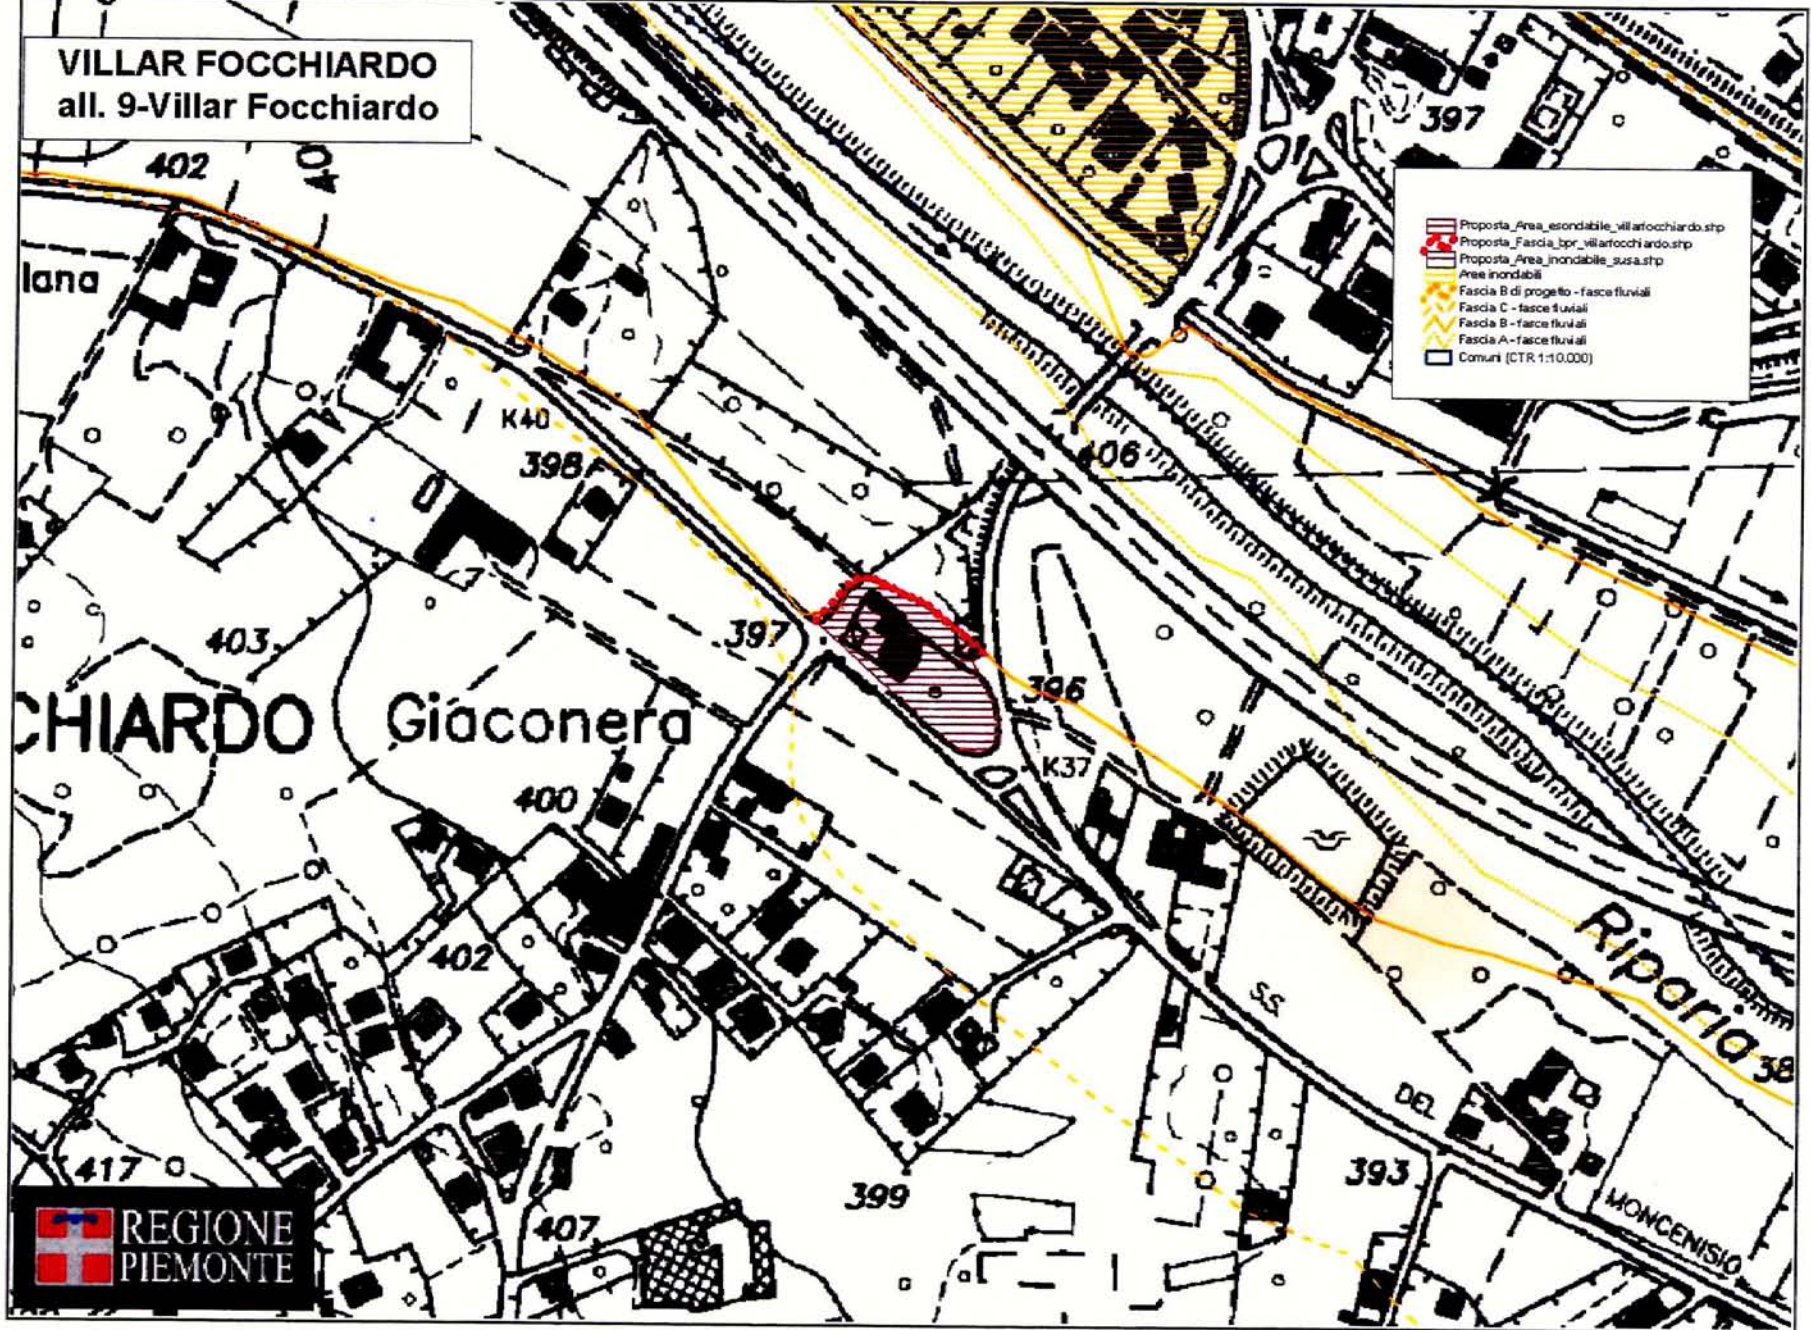 VILLAR FOCCHIARDO
all. 9-Villar Focchiardo
402
397
Proposta_Area_esondabile_villarfocchiardo.shp
Proposta_Fascia_bpr_villarfocchiardo.shp
Proposta_Area_inondabile_susa.shp
Aree inondabili
Fascia B di progetto - fasce fluviali
Fascia C - fasce fluviali
Fascia B - fasce fluviali
Fascia A - fasce fluviali
Comuni (CTR 1:10.000)
lana
K40
398
406
403
397
396
CHIARDO
Giaconera
K37
400
402
Riparia
S.S.
38
DEL
417
399
393
407
MONCENISIO
REGIONE
PIEMONTE